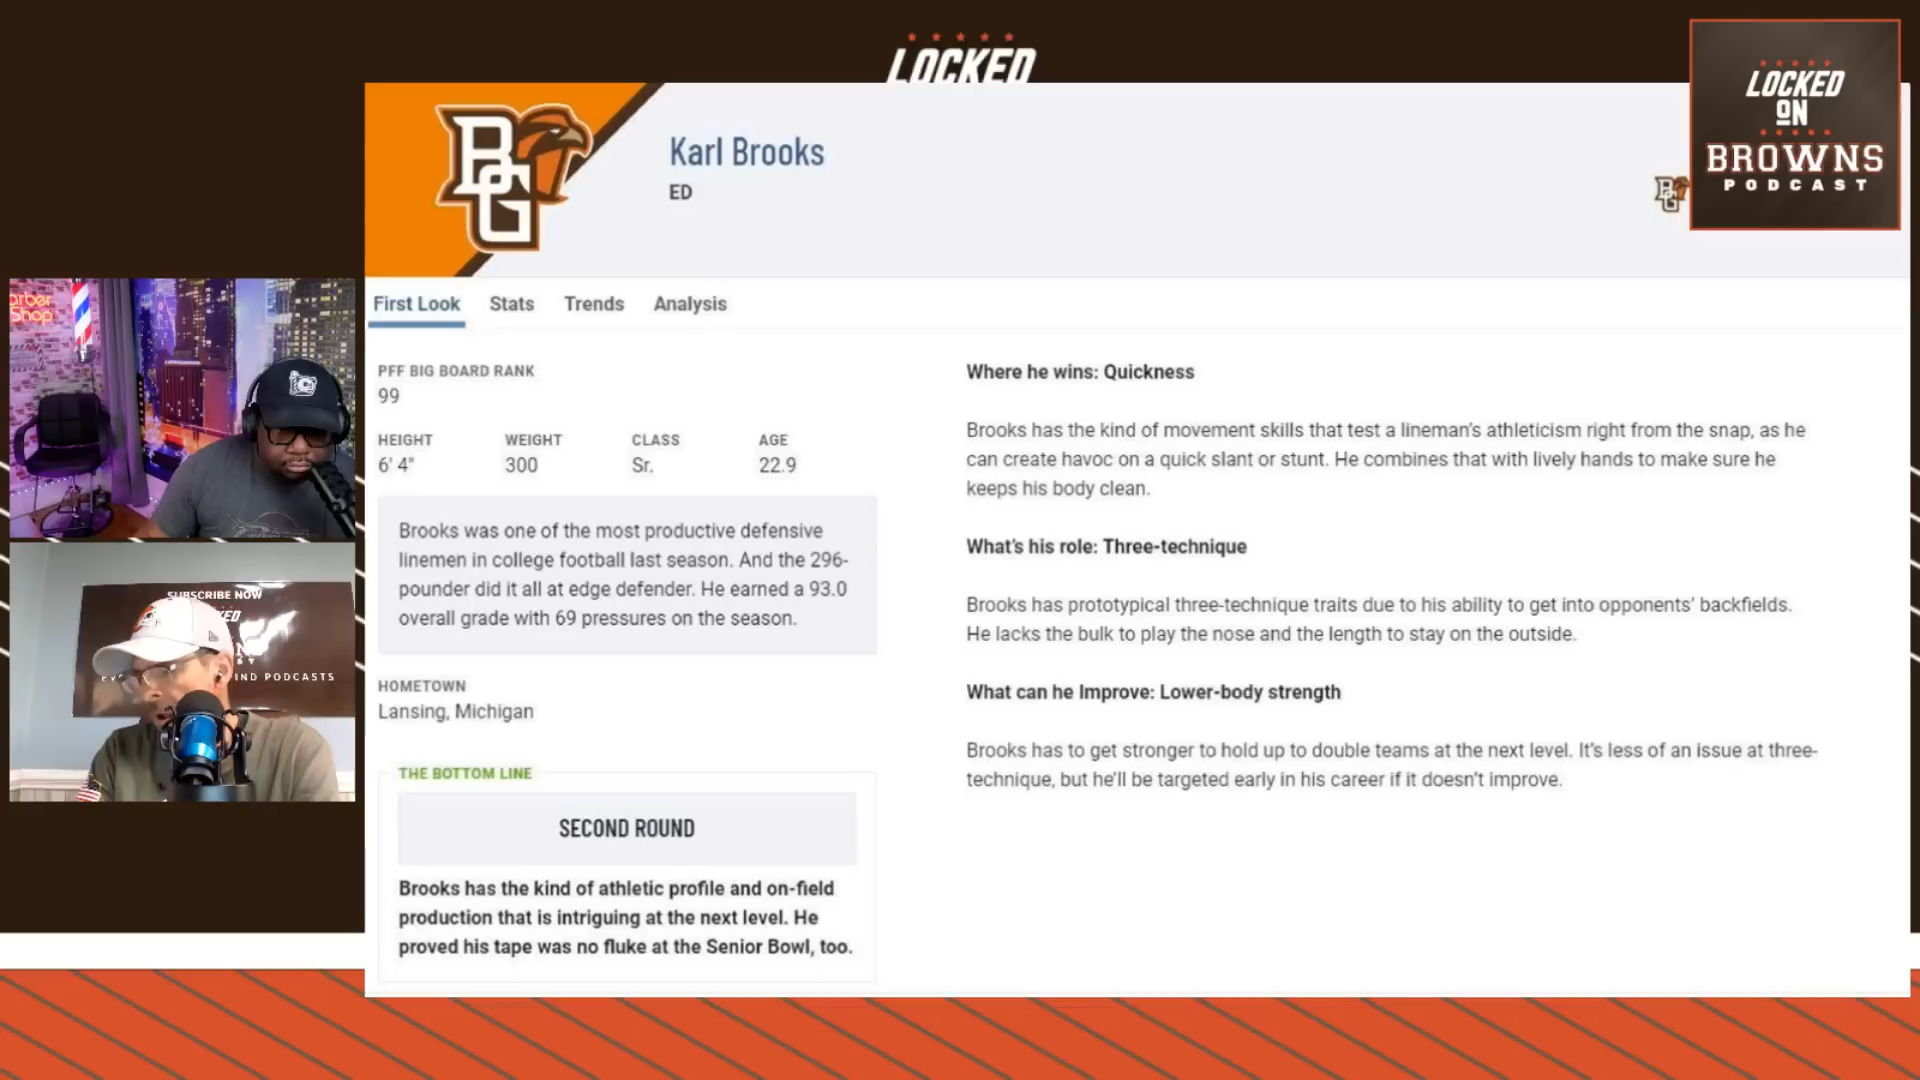 LOCKED
LOCKED
ON
BROWNS
PODCAST
BG
Karl Brooks
ED
BG
First Look
Stats
Trends
Analysis
PFF BIG BOARD RANK
99
HEIGHT
WEIGHT
CLASS
AGE
6' 4"
300
Sr.
22.9
Brooks was one of the most productive defensive
linemen in college football last season. And the 296-
pounder did it all at edge defender. He earned a 93.0
overall grade with 69 pressures on the season.
HOMETOWN
Lansing, Michigan
THE BOTTOM LINE
SECOND ROUND
Brooks has the kind of athletic profile and on-field
production that is intriguing at the next level. He
proved his tape was no fluke at the Senior Bowl, too.
Where he wins: Quickness
Brooks has the kind of movement skills that test a lineman's athleticism right from the snap, as he
can create havoc on a quick slant or stunt. He combines that with lively hands to make sure he
keeps his body clean.
What's his role: Three-technique
Brooks has prototypical three-technique traits due to his ability to get into opponents' backfields.
He lacks the bulk to play the nose and the length to stay on the outside.
What can he Improve: Lower-body strength
Brooks has to get stronger to hold up to double teams at the next level. It's less of an issue at three-
technique, but he'll be targeted early in his career if it doesn't improve.
arber
Shop
SUBSCRIBE NOW
KED
IND PODCASTS